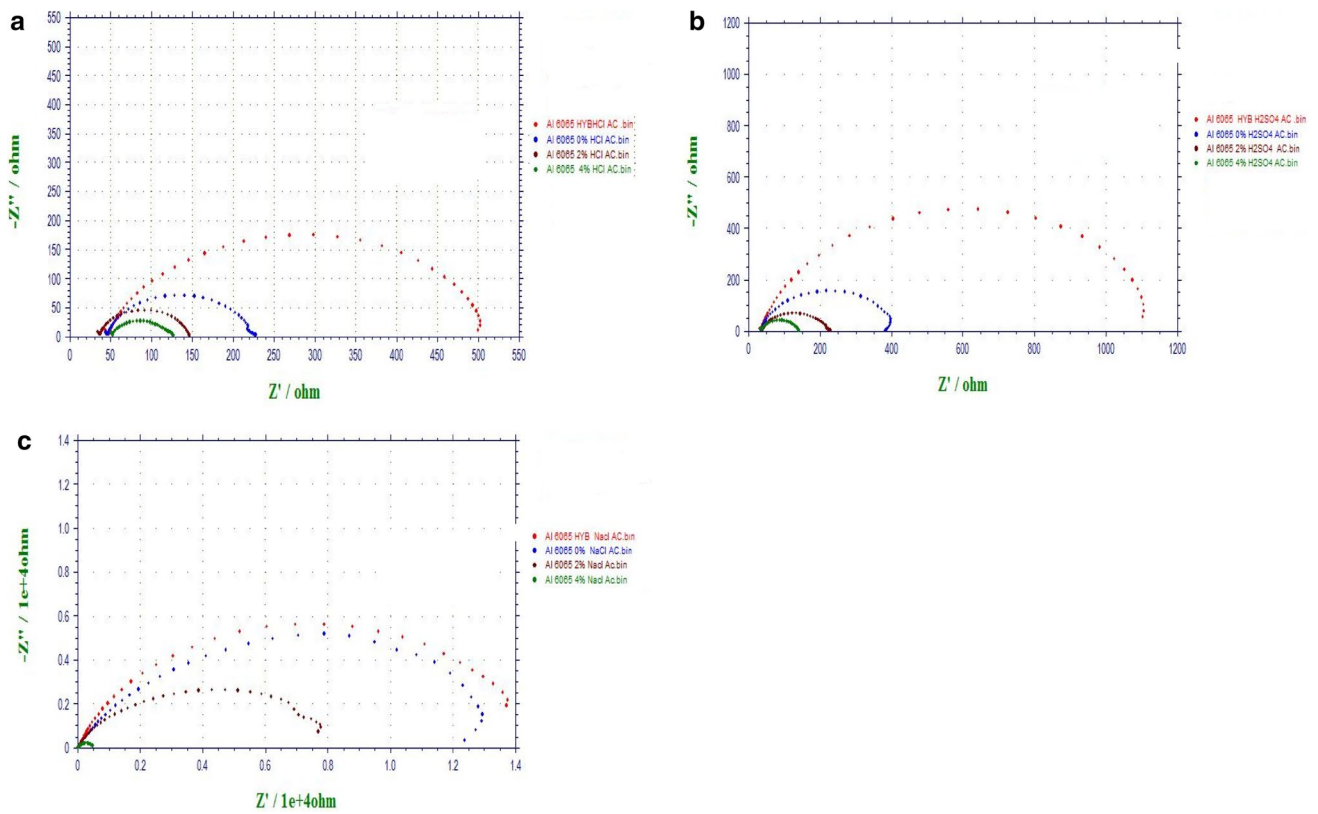 a
550
500
450
400
350
300
250
200
150
100
50
0
0 50 100 150 200 250 300 350 400 450 500 550
-Z'' / ohm
Z' / ohm
Al 6065 HYBHCl AC .bin
Al 6065 0% HCl AC.bin
Al 6065 2% HCl AC.bin
Al 6065 4% HCl AC.bin
b
1200
1000
800
600
400
200
0
0 200 400 600 800 1000 1200
-Z'' / ohm
Z' / ohm
Al 6065 HYB H2SO4 AC .bin
Al 6065 0% H2SO4 AC.bin
Al 6065 2% H2SO4 AC.bin
Al 6065 4% H2SO4 AC.bin
c
1.4
1.2
1.0
0.8
0.6
0.4
0.2
0
0 0.2 0.4 0.6 0.8 1.0 1.2 1.4
-Z'' / 1e+4ohm
Z' / 1e+4ohm
Al 6065 HYB Nacl AC.bin
Al 6065 0% NaCl AC.bin
Al 6065 2% Nacl Ac.bin
Al 6065 4% Nacl Ac.bin